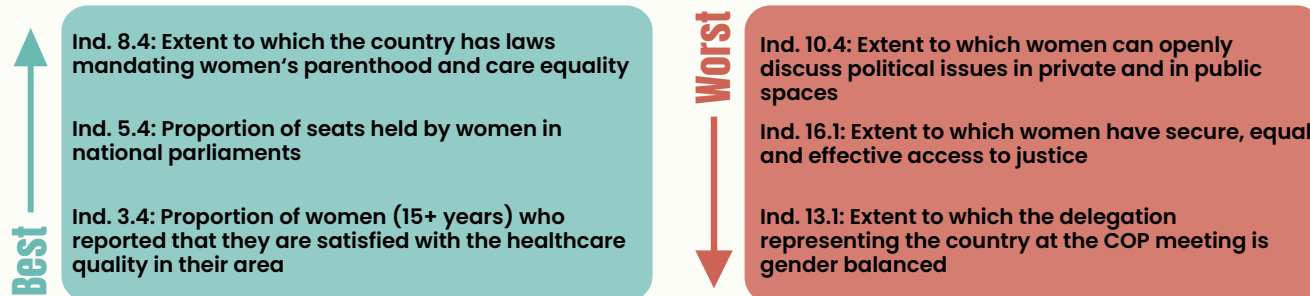 Best
Ind. 8.4: Extent to which the country has laws
mandating women‘s parenthood and care equality
Ind. 5.4: Proportion of seats held by women in
national parliaments
Ind. 3.4: Proportion of women (15+ years) who
reported that they are satisfied with the healthcare
quality in their area
Worst
Ind. 10.4: Extent to which women can openly
discuss political issues in private and in public
spaces
Ind. 16.1: Extent to which women have secure, equal
and effective access to justice
Ind. 13.1: Extent to which the delegation
representing the country at the COP meeting is
gender balanced